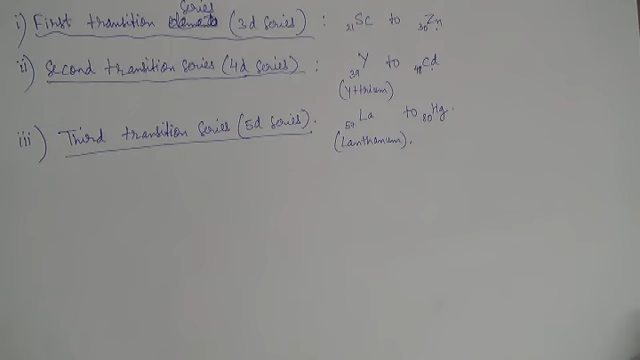 i) First transition series (3d series) : ₂₁Sc to ₃₀Zn
ii) Second transition series (4d series) : ₃₉Y to ₄₈Cd
(Yttrium)
iii) Third transition series (5d series). ₅₇La to ₈₀Hg.
(Lanthanum).